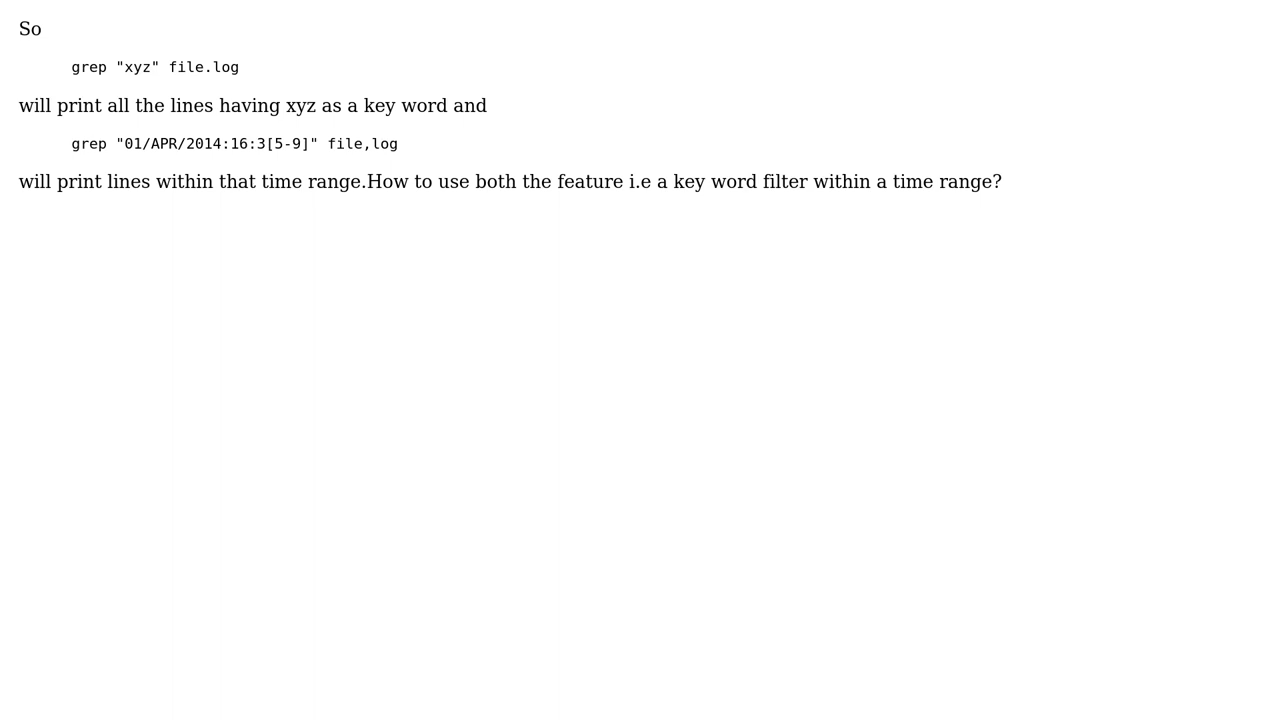 So
grep "xyz" file.log
will print all the lines having xyz as a key word and
grep "01/APR/2014:16:3[5-9]" file,log
will print lines within that time range.How to use both the feature i.e a key word filter within a time range?